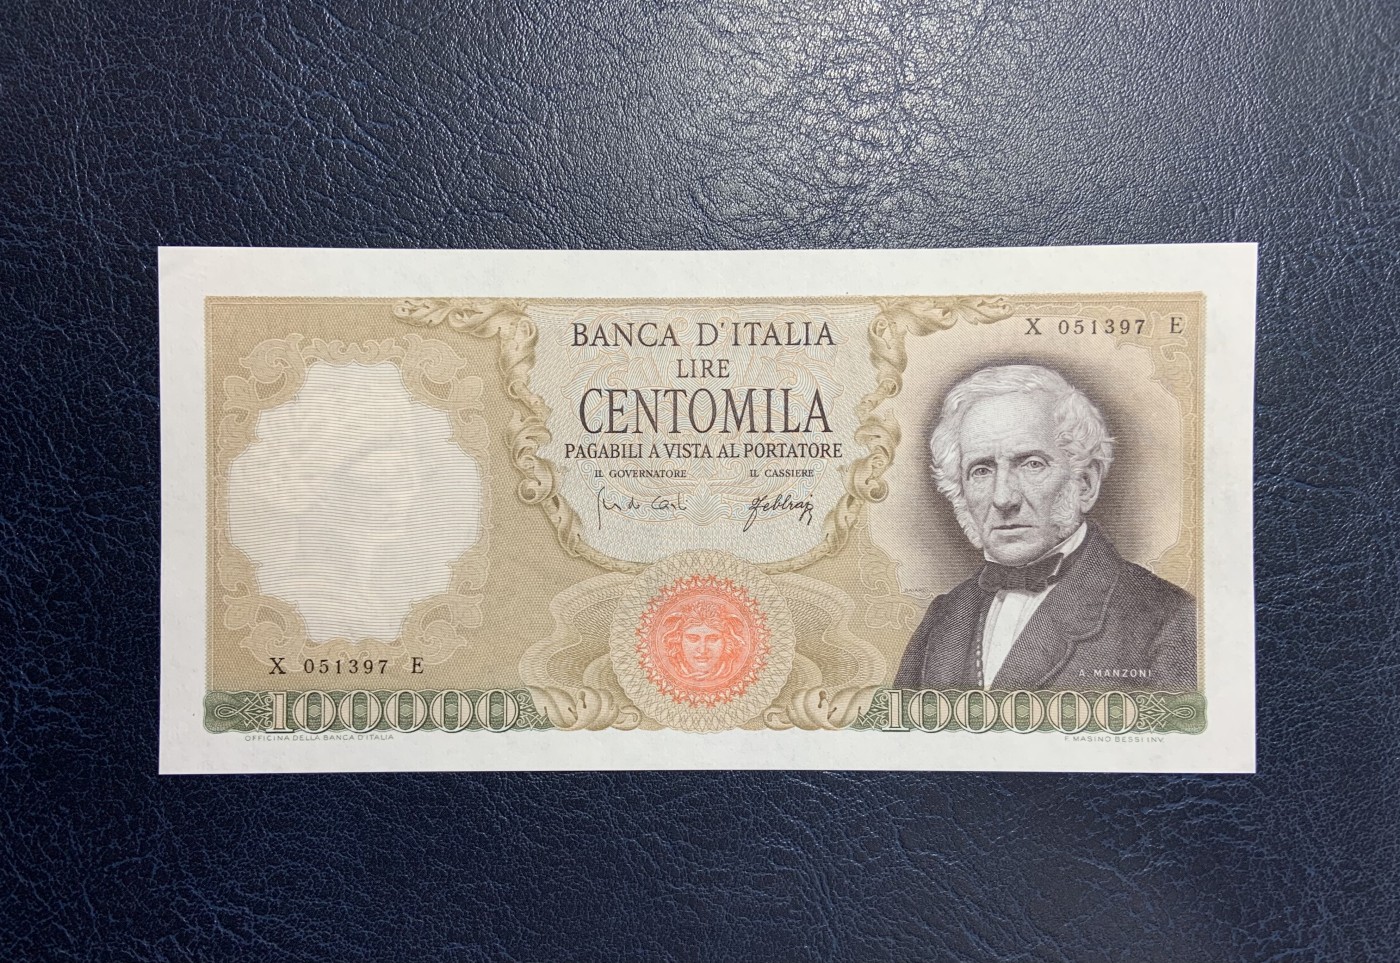 BANCA D'ITALIA
X 051397 E
LIRE
CENTOMILA
PAGABILI A VISTA AL PORTATORE
IL GOVERNATORE IL CASSIERE
X 051397 E
A. MANZONI
100000 100000
OFFICINA DELLA BANCA D'ITALIA
F. MASINO BESSI INV.